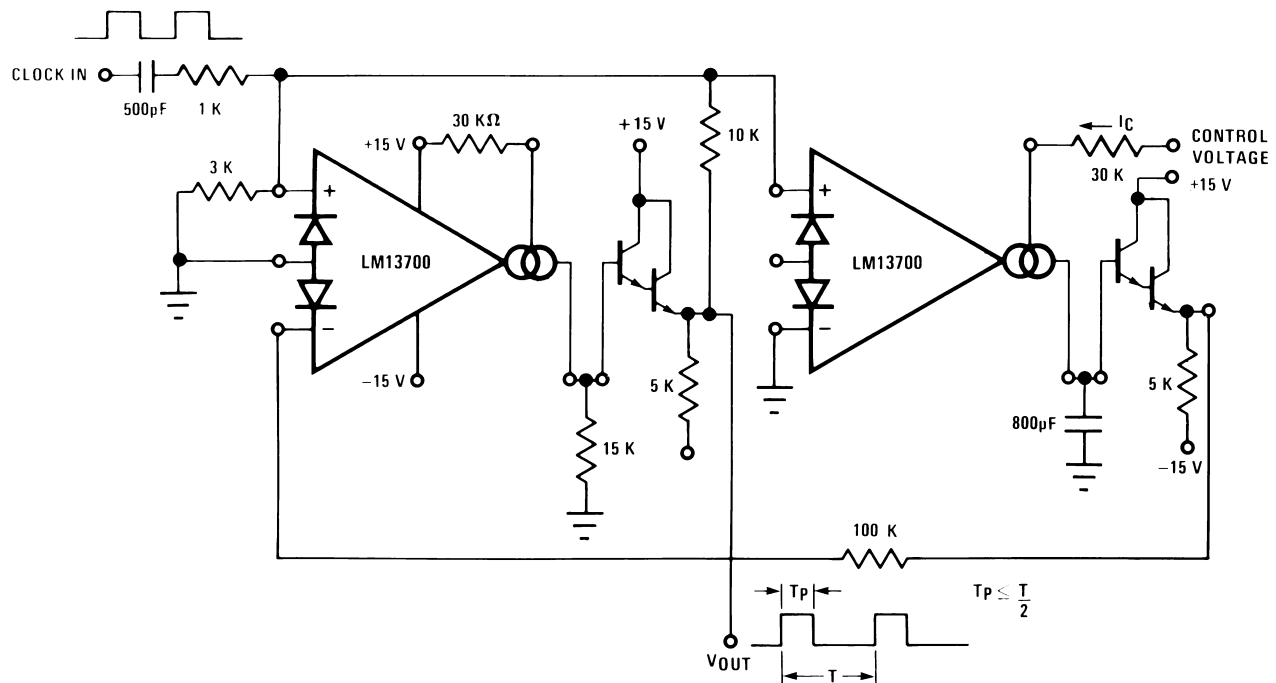 CLOCK IN
500pF
1 K
3 K
+15 V
30 KΩ
+15 V
10 K
LM13700
+
−
−15 V
15 K
5 K
LM13700
+
−
IC
30 K
CONTROL
VOLTAGE
+15 V
800pF
5 K
−15 V
100 K
TP
TP ≤ T/2
VOUT
T